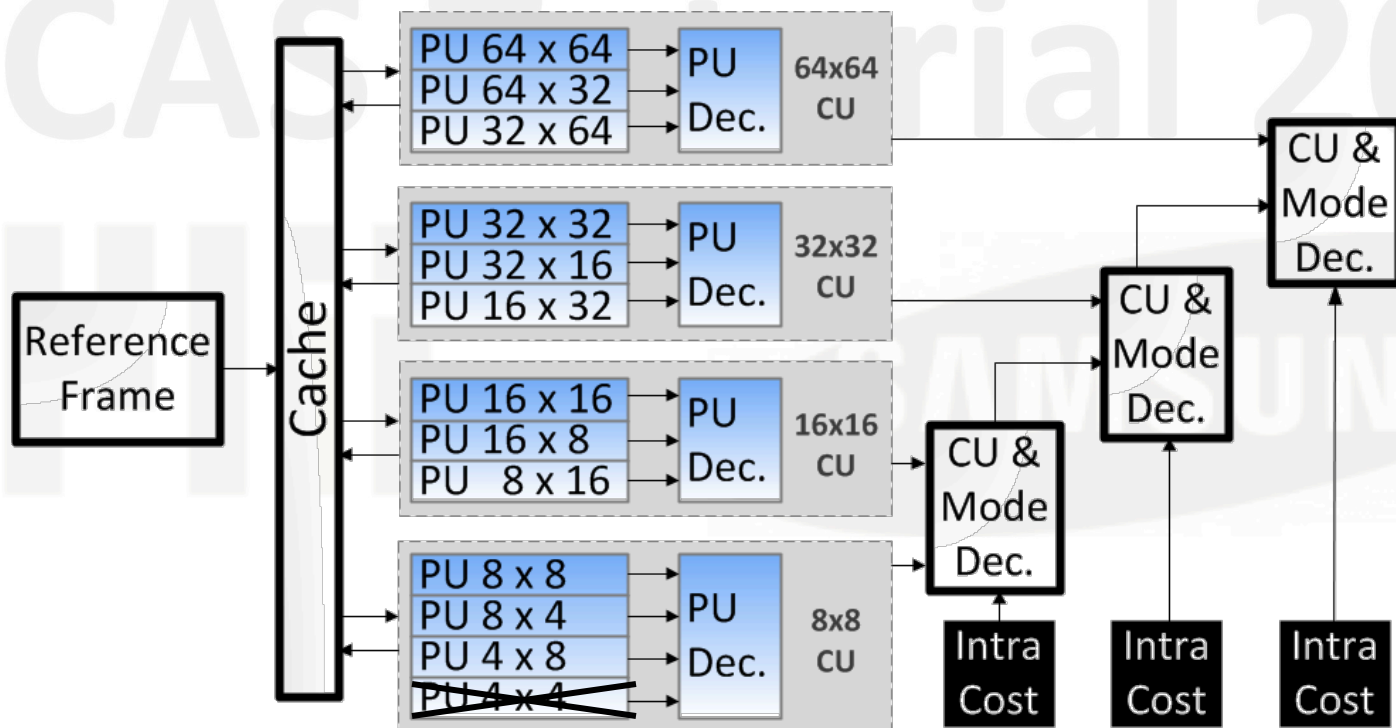 PU 64 x 64
PU 64 x 32
PU 32 x 64
PU
Dec.
64x64
CU
PU 32 x 32
PU 32 x 16
PU 16 x 32
PU
Dec.
32x32
CU
PU 16 x 16
PU 16 x 8
PU 8 x 16
PU
Dec.
16x16
CU
PU 8 x 8
PU 8 x 4
PU 4 x 8
PU 4 x 4
PU
Dec.
8x8
CU
Reference
Frame
Cache
CU &
Mode
Dec.
CU &
Mode
Dec.
CU &
Mode
Dec.
Intra
Cost
Intra
Cost
Intra
Cost